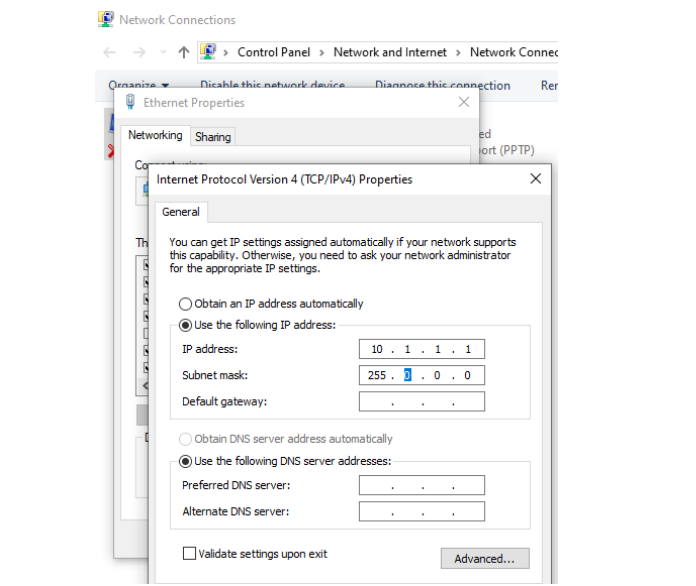 Network Connections
Control Panel > Network and Internet > Network Connec
Organize Disable this network device Diagnose this connection Rer
Ethernet Properties
ed
ort (PPTP)
Networking Sharing
Connect using:
Internet Protocol Version 4 (TCP/IPv4) Properties
General
Th
You can get IP settings assigned automatically if your network supports
this capability. Otherwise, you need to ask your network administrator
for the appropriate IP settings.
Obtain an IP address automatically
Use the following IP address:
IP address: 10 . 1 . 1 . 1
Subnet mask: 255 . 0 . 0 . 0
Default gateway: . . .
Obtain DNS server address automatically
Use the following DNS server addresses:
Preferred DNS server: . . .
Alternate DNS server: . . .
Validate settings upon exit
Advanced...